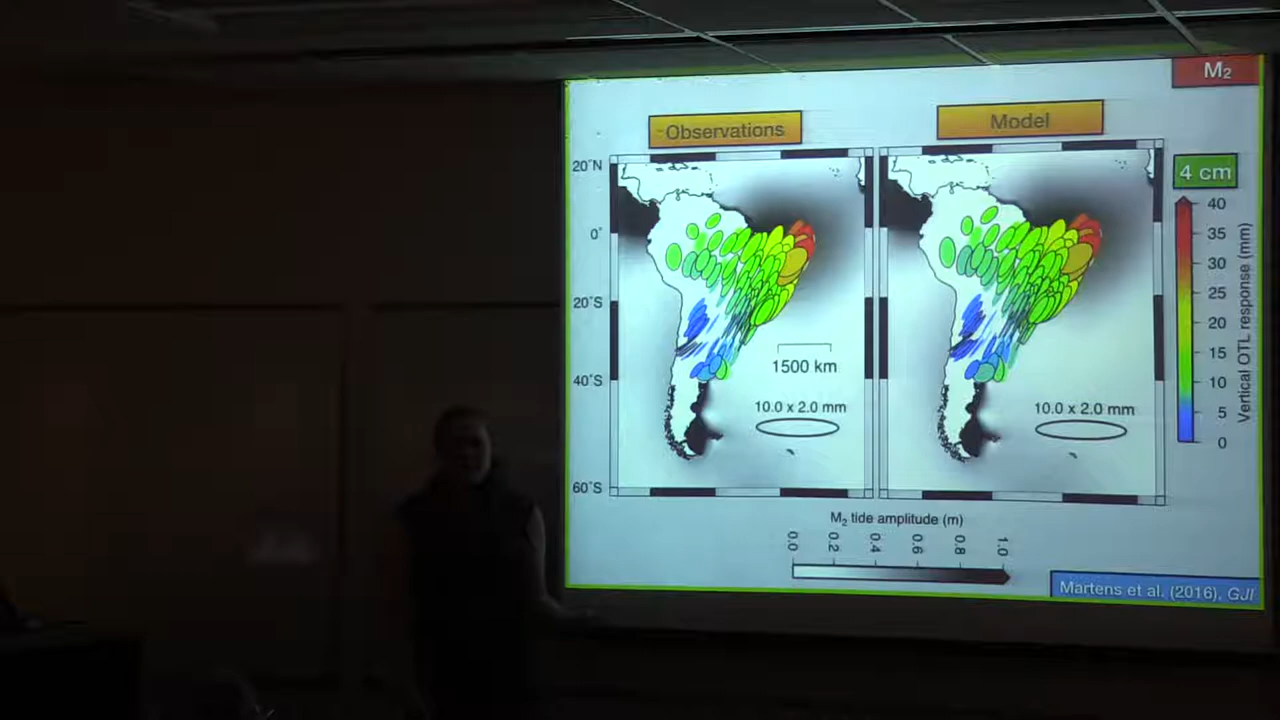 M₂
Observations
Model
20°N
0°
20°S
40°S
60°S
1500 km
10.0 x 2.0 mm
10.0 x 2.0 mm
4 cm
40
35
30
25
20
15
10
5
0
Vertical OTL response (mm)
M₂ tide amplitude (m)
0.0 0.2 0.4 0.6 0.8 1.0
Martens et al. (2016), GJI